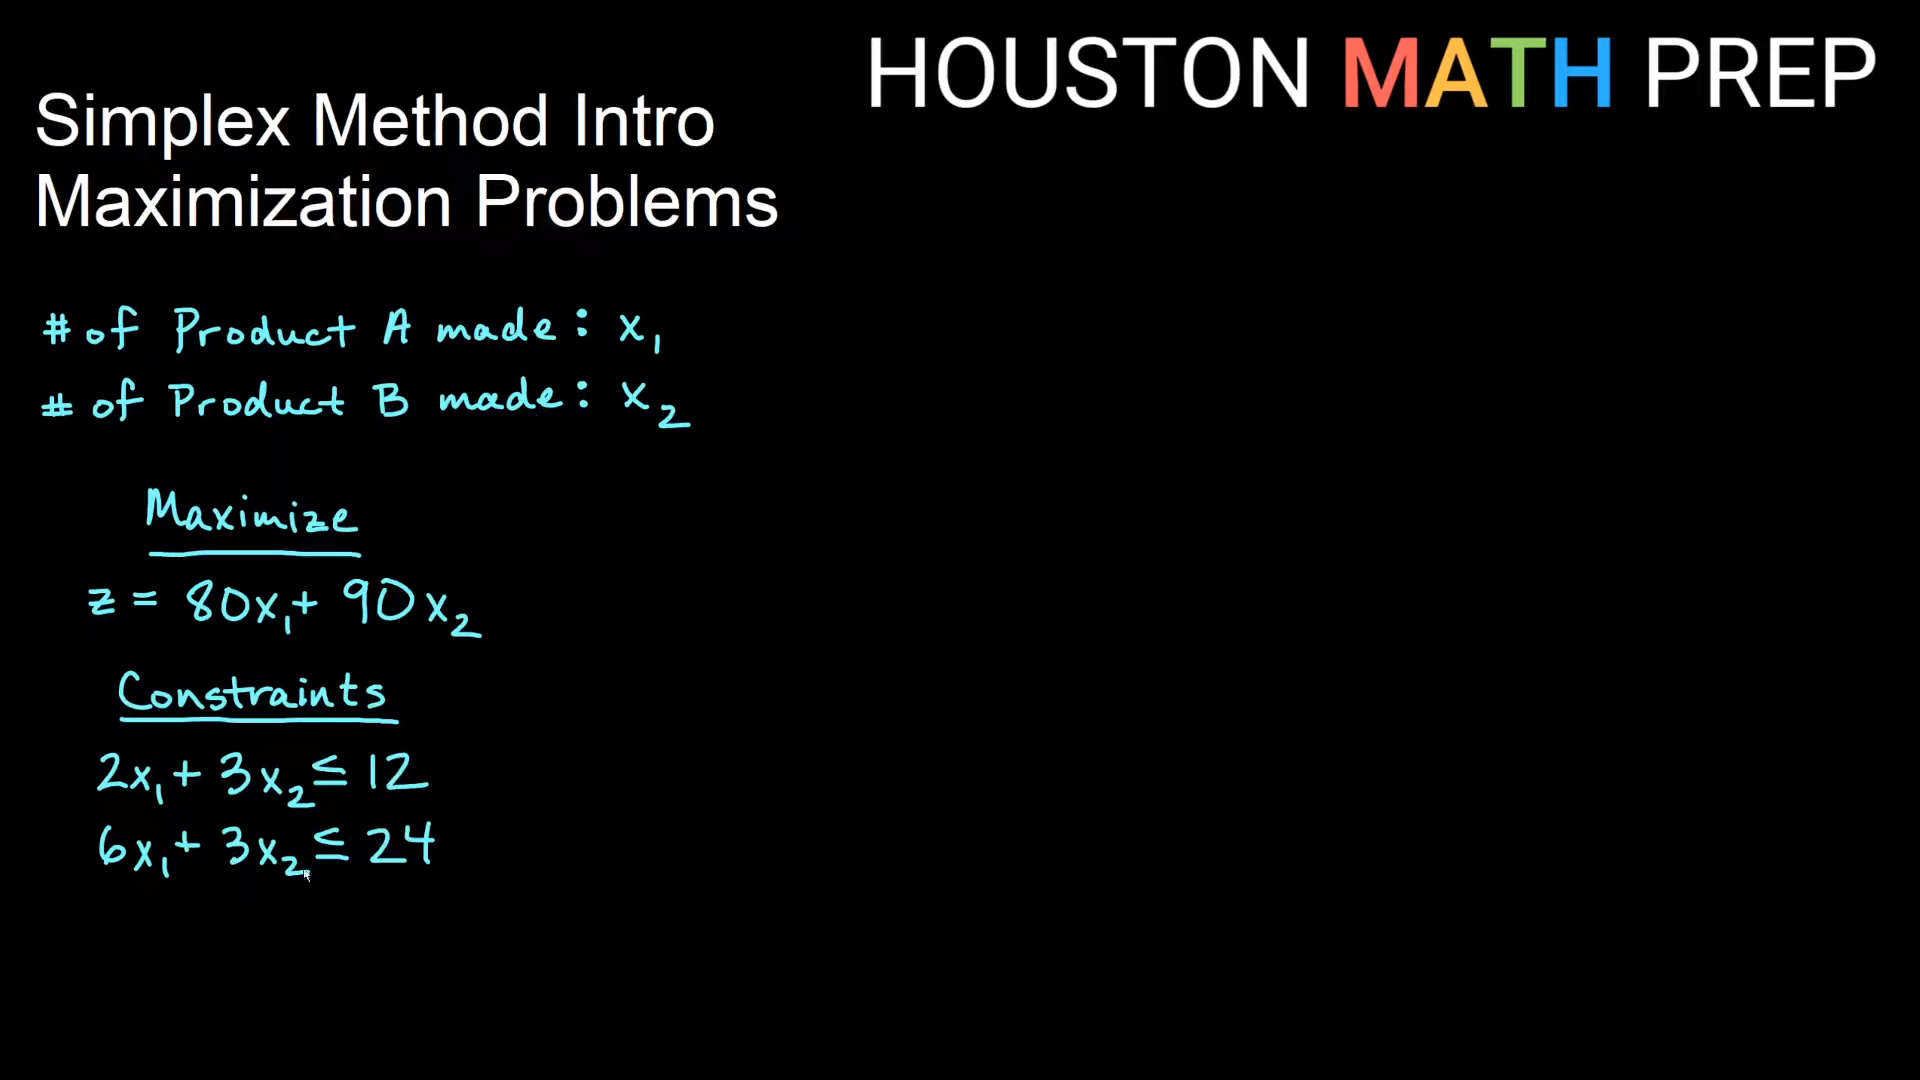 HOUSTON MATH PREP
Simplex Method Intro
Maximization Problems
# of Product A made: x₁
# of Product B made: x₂
Maximize
z = 80x₁ + 90x₂
Constraints
2x₁ + 3x₂ ≤ 12
6x₁ + 3x₂ ≤ 24